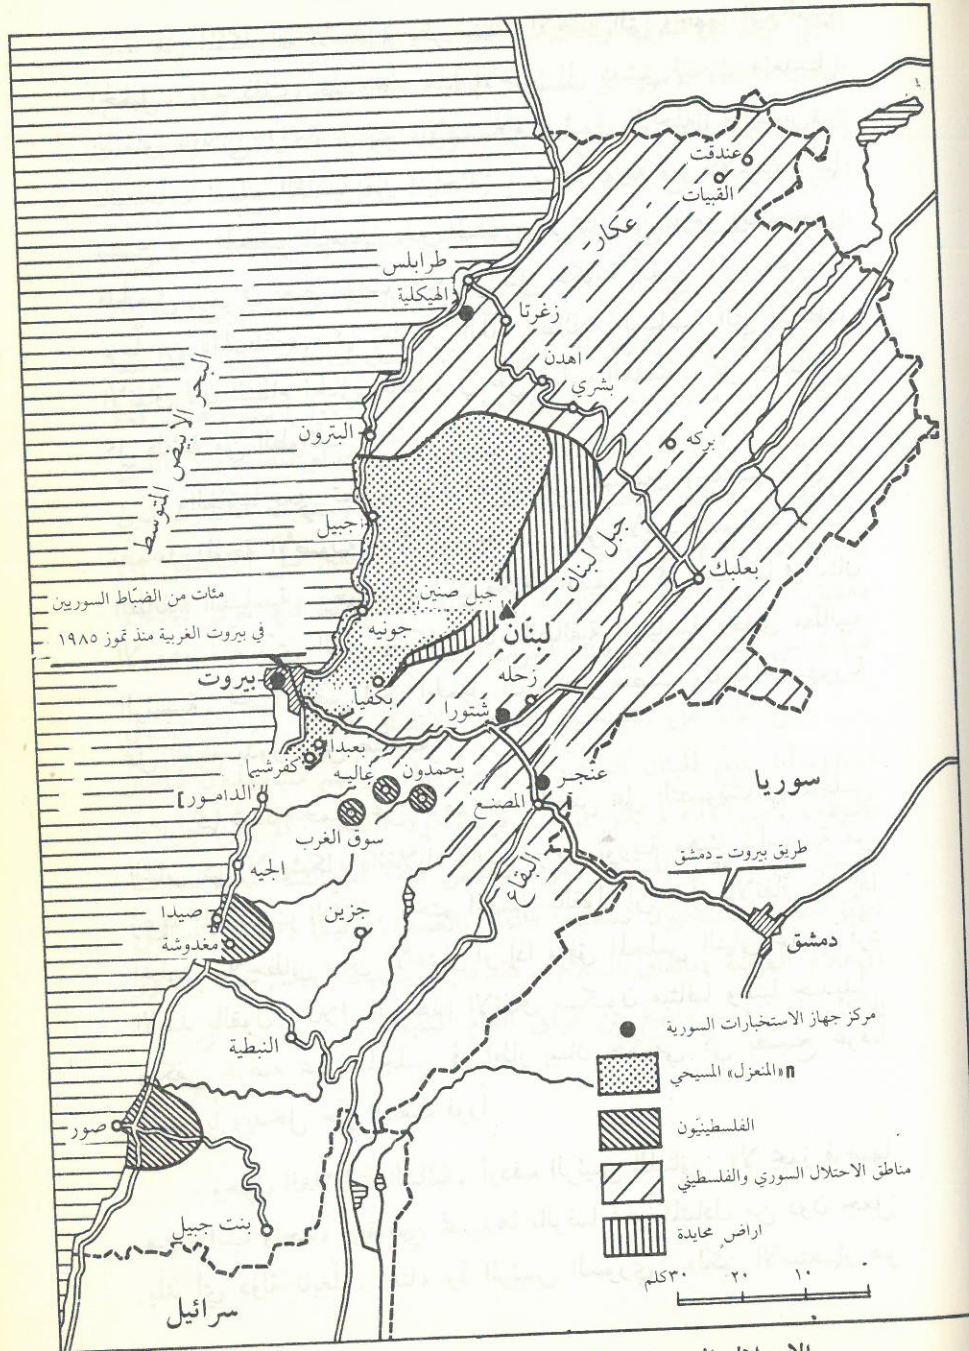 عندقت
القبيات
عكار
طرابلس
الهيكلية
زغرتا
اهدن
بشري
بركه
البحر الأبيض المتوسط
البترون
جبيل
جبل لبنان
بعلبك
جبل صنين
لبنان
مئات من الضبّاط السوريين
في بيروت الغربية منذ تموز ١٩٨٥
جونيه
بيروت
بكفيا
زحله
شتورا
بعبدا
كفرشيما
عاليه
بحمدون
عنجر
سوريا
الدامور
المصنع
سوق الغرب
البقاع
طريق بيروت - دمشق
الجيه
جزين
صيدا
مغدوشة
دمشق
النبطية
مركز جهاز الاستخبارات السورية
«المنعزل» المسيحي
الفلسطينيّون
صور
مناطق الاحتلال السوري والفلسطيني
اراض محايدة
بنت جبيل
٣٠ كلم ٢٠ ١٠ ٠
سرائيل